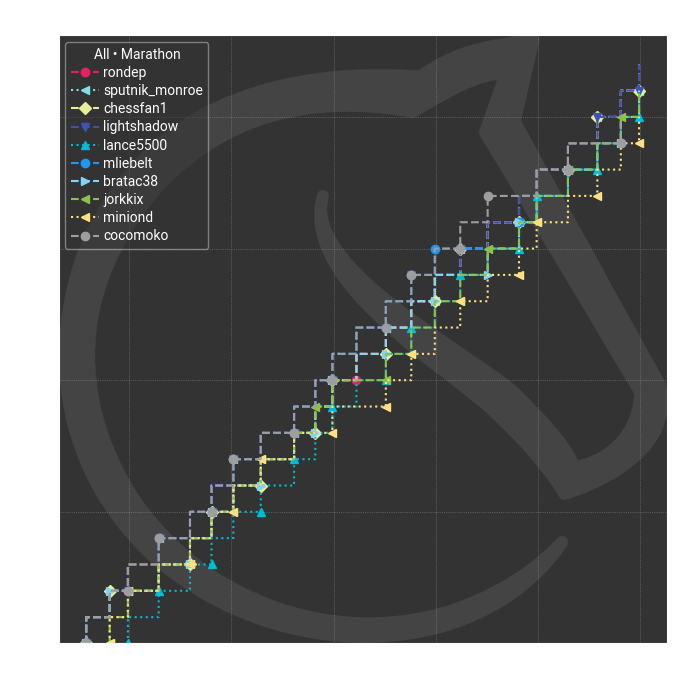 All • Marathon
rondep
sputnik_monroe
chessfan1
lightshadow
lance5500
mliebelt
bratac38
jorkkix
miniond
cocomoko